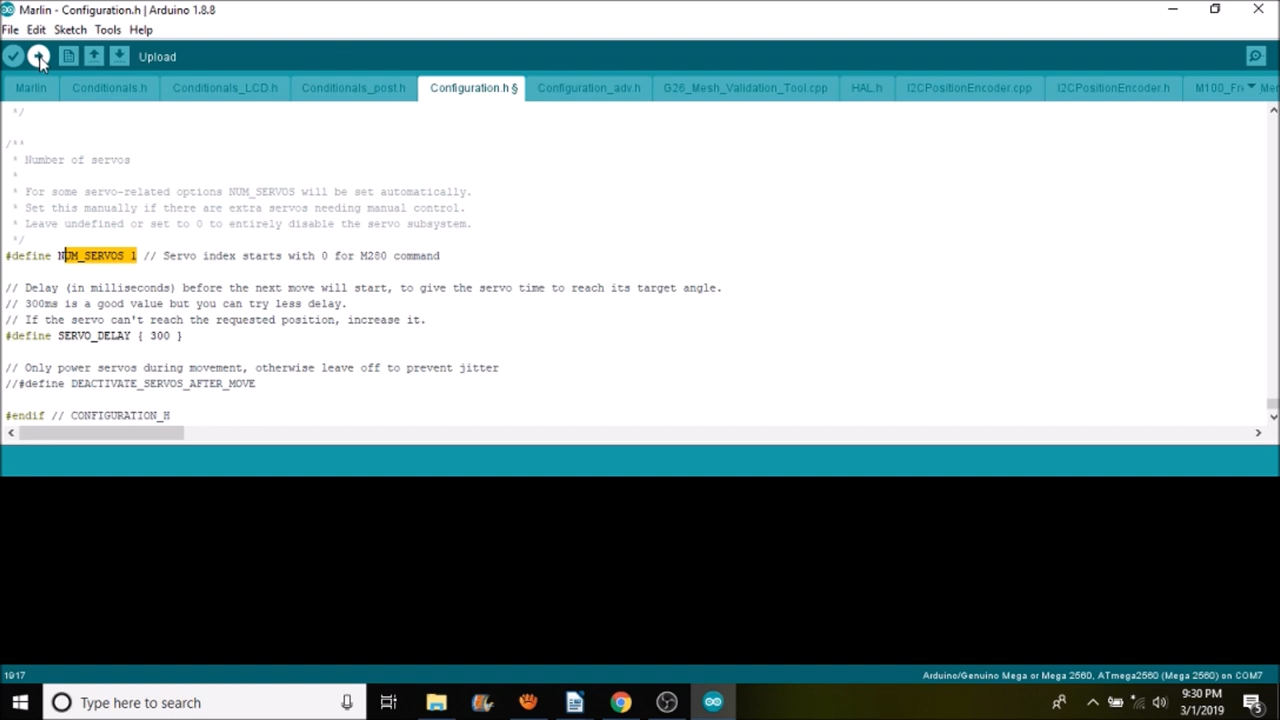 Marlin - Configuration.h | Arduino 1.8.8
File Edit Sketch Tools Help
Upload
Marlin Conditionals.h Conditionals_LCD.h Conditionals_post.h Configuration.h § Configuration_adv.h G26_Mesh_Validation_Tool.cpp HAL.h I2CPositionEncoder.cpp I2CPositionEncoder.h M100_Fr Mer
*/
/**
* Number of servos
*
* For some servo-related options NUM_SERVOS will be set automatically.
* Set this manually if there are extra servos needing manual control.
* Leave undefined or set to 0 to entirely disable the servo subsystem.
*/
#define NUM_SERVOS 1 // Servo index starts with 0 for M280 command
// Delay (in milliseconds) before the next move will start, to give the servo time to reach its target angle.
// 300ms is a good value but you can try less delay.
// If the servo can't reach the requested position, increase it.
#define SERVO_DELAY { 300 }
// Only power servos during movement, otherwise leave off to prevent jitter
//#define DEACTIVATE_SERVOS_AFTER_MOVE
#endif // CONFIGURATION_H
1917 Arduino/Genuino Mega or Mega 2560, ATmega2560 (Mega 2560) on COM7
Type here to search
9:30 PM
3/1/2019
5